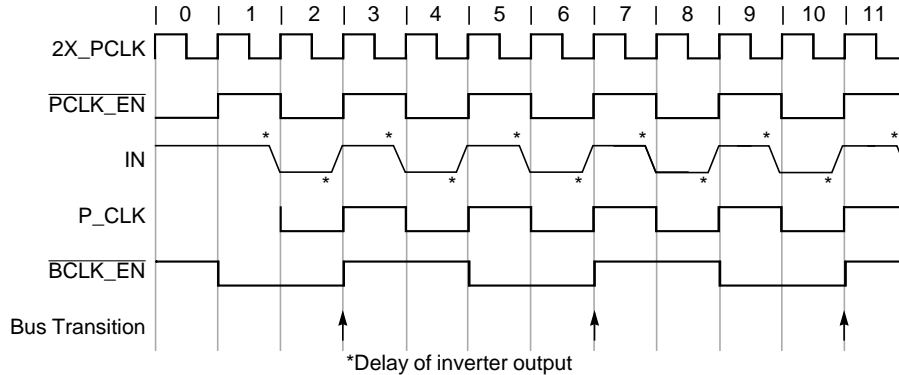 0 1 2 3 4 5 6 7 8 9 10 11
2X_PCLK
PCLK_EN
* * * * * *
IN
* * * * *
P_CLK
BCLK_EN
Bus Transition
*Delay of inverter output